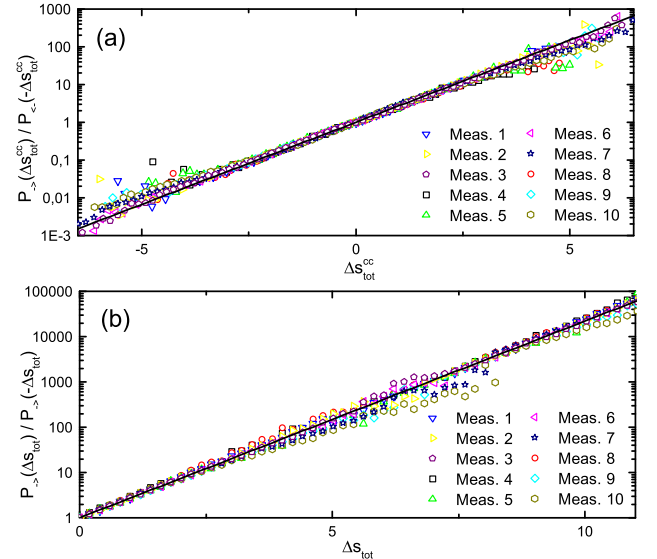 (a)
P->(Δs^cc_tot) / P<-(-Δs^cc_tot)
1000
100
10
1
0,1
0,01
1E-3
-5
0
5
Δs^cc_tot
Meas. 1
Meas. 2
Meas. 3
Meas. 4
Meas. 5
Meas. 6
Meas. 7
Meas. 8
Meas. 9
Meas. 10
(b)
P->(Δs_tot) / P->(-Δs_tot)
100000
10000
1000
100
10
1
0
5
10
Δs_tot
Meas. 1
Meas. 2
Meas. 3
Meas. 4
Meas. 5
Meas. 6
Meas. 7
Meas. 8
Meas. 9
Meas. 10